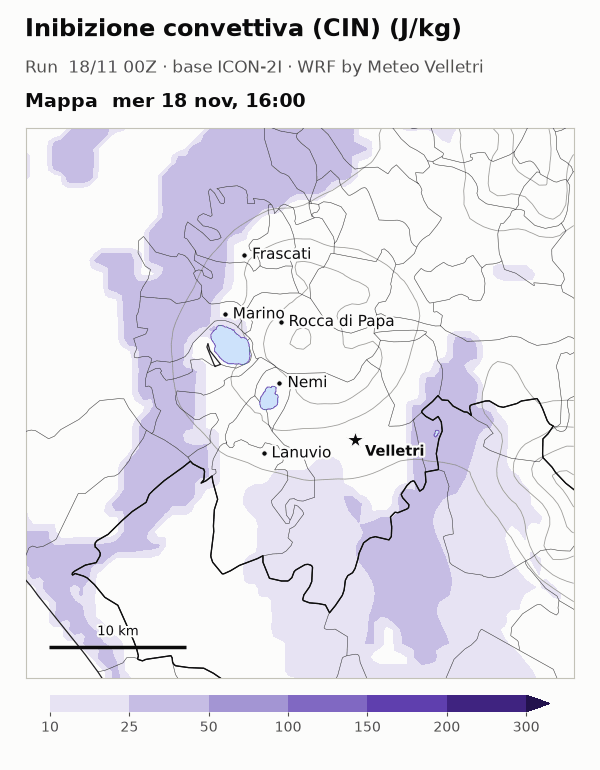 Inibizione convettiva (CIN) (J/kg)
Run  18/11 00Z · base ICON-2I · WRF by Meteo Velletri
Mappa  mer 18 nov, 16:00
Frascati
Marino
Rocca di Papa
Nemi
Velletri
Lanuvio
10 km
10 25 50 100 150 200 300